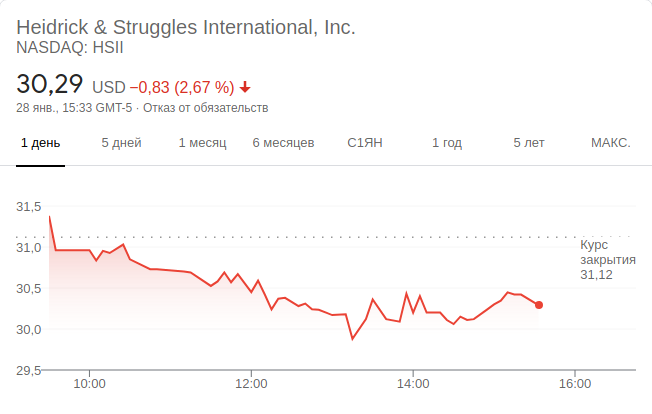 Heidrick & Struggles International, Inc.
NASDAQ: HSII
30,29 USD −0,83 (2,67 %)
28 янв., 15:33 GMT-5 · Отказ от обязательств
1 день 5 дней 1 месяц 6 месяцев С1ЯН 1 год 5 лет МАКС.
31,5
31,0
30,5
30,0
29,5
Курс
закрытия
31,12
10:00 12:00 14:00 16:00